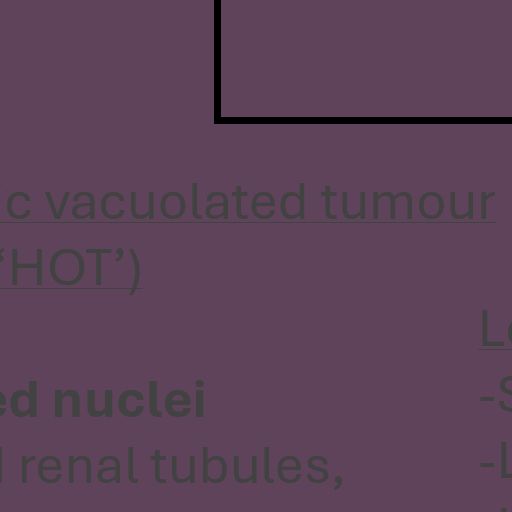 c vacuolated tumour
‘HOT’)
ed nuclei
renal tubules,
-S
-L